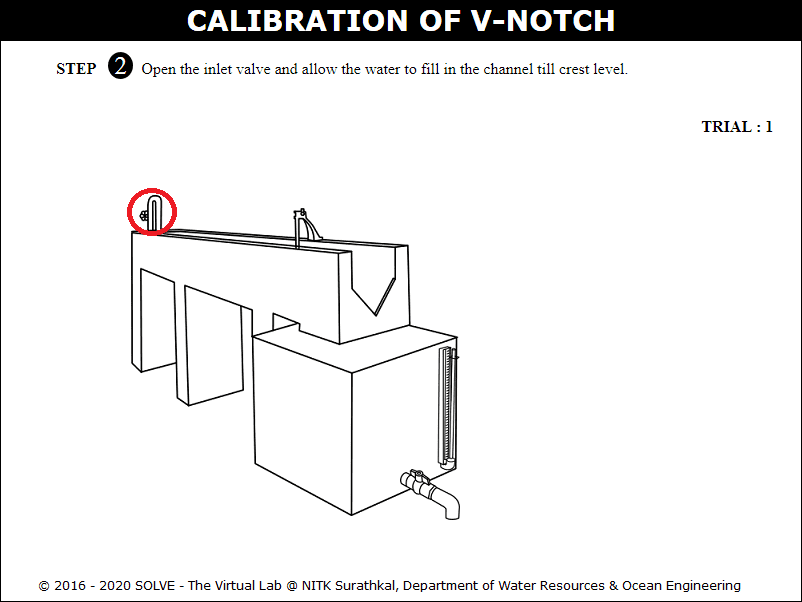 CALIBRATION OF V-NOTCH
STEP 2 Open the inlet valve and allow the water to fill in the channel till crest level.
TRIAL : 1
© 2016 - 2020 SOLVE - The Virtual Lab @ NITK Surathkal, Department of Water Resources & Ocean Engineering